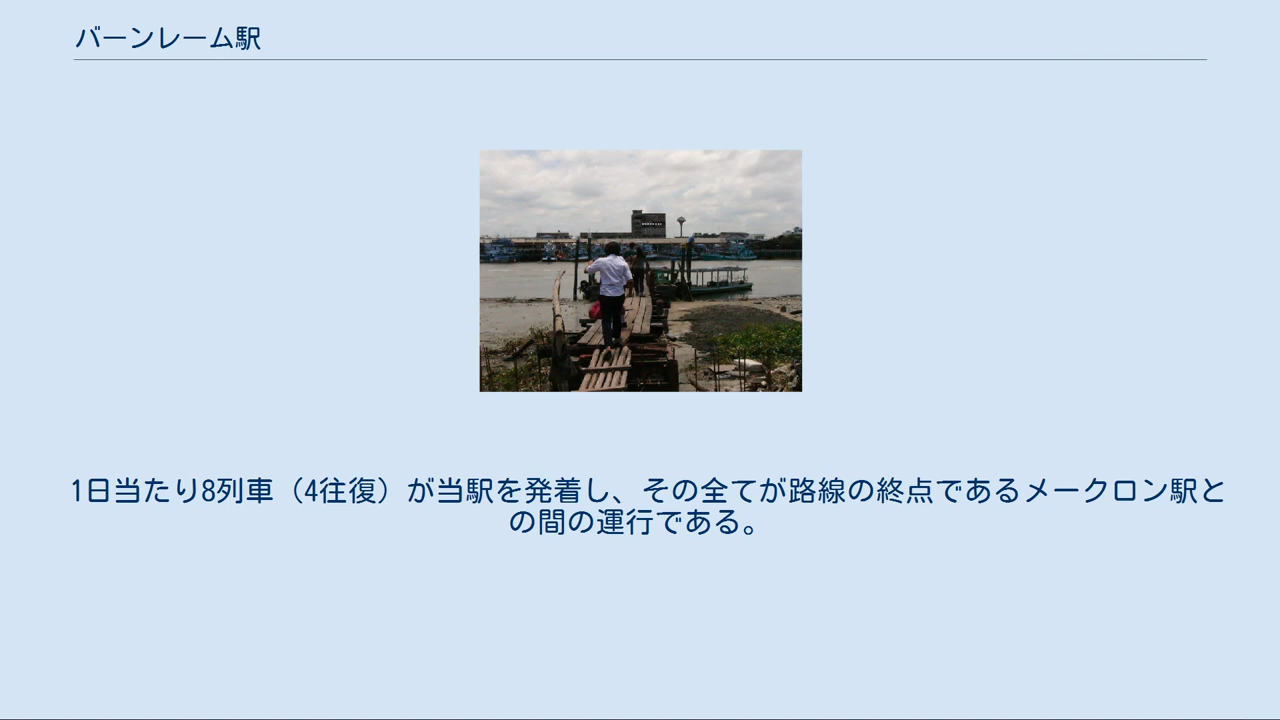 バーンレーム駅
1日当たり8列車（4往復）が当駅を発着し、その全てが路線の終点であるメークロン駅と
の間の運行である。